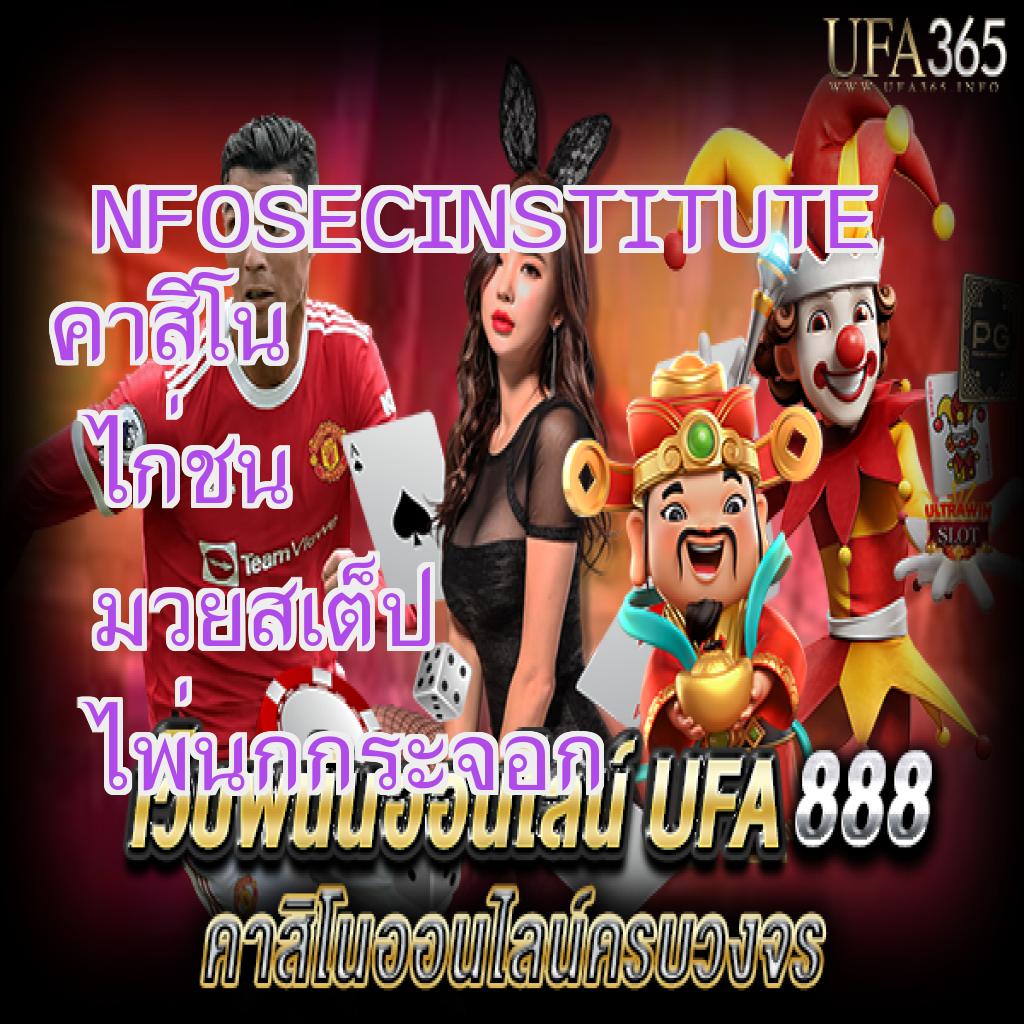 UFA365
WWW.UFA365.INFO
NFOSECINSTITUTE
คาสิโน
ไก่ชน
มวยสเต็ป
ไพ่นกกระจอก
เว็บพนันออนไลน์ UFA 888
คาสิโนออนไลน์ครบวงจร
PG
A
TeamViewer
ULTRAWIN
SLOT